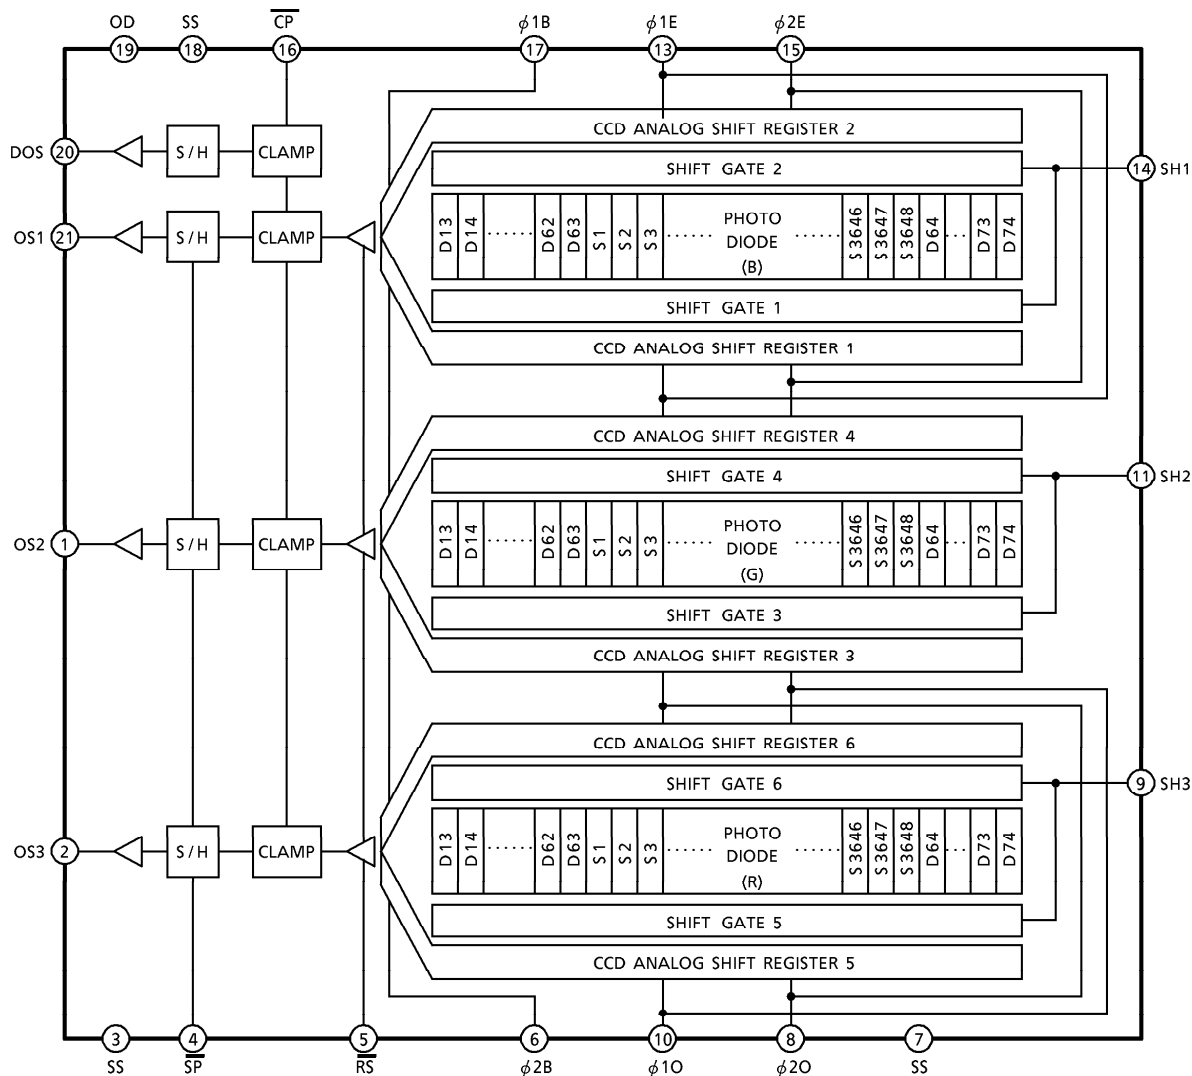 OD SS CP φ1B φ1E φ2E
19 18 16 17 13 15
CCD ANALOG SHIFT REGISTER 2
DOS 20 S/H CLAMP
SHIFT GATE 2 14 SH1
OS1 21 S/H CLAMP
D13 D14 ······ D62 D63 S1 S2 S3 ······ PHOTO DIODE (B) ······ S3646 S3647 S3648 D64 ··· D73 D74
SHIFT GATE 1
CCD ANALOG SHIFT REGISTER 1
CCD ANALOG SHIFT REGISTER 4
SHIFT GATE 4 11 SH2
OS2 1 S/H CLAMP
D13 D14 ······ D62 D63 S1 S2 S3 ······ PHOTO DIODE (G) ······ S3646 S3647 S3648 D64 ··· D73 D74
SHIFT GATE 3
CCD ANALOG SHIFT REGISTER 3
CCD ANALOG SHIFT REGISTER 6
SHIFT GATE 6 9 SH3
OS3 2 S/H CLAMP
D13 D14 ······ D62 D63 S1 S2 S3 ······ PHOTO DIODE (R) ······ S3646 S3647 S3648 D64 ··· D73 D74
SHIFT GATE 5
CCD ANALOG SHIFT REGISTER 5
3 4 5 6 10 8 7
SS SP RS φ2B φ1O φ2O SS